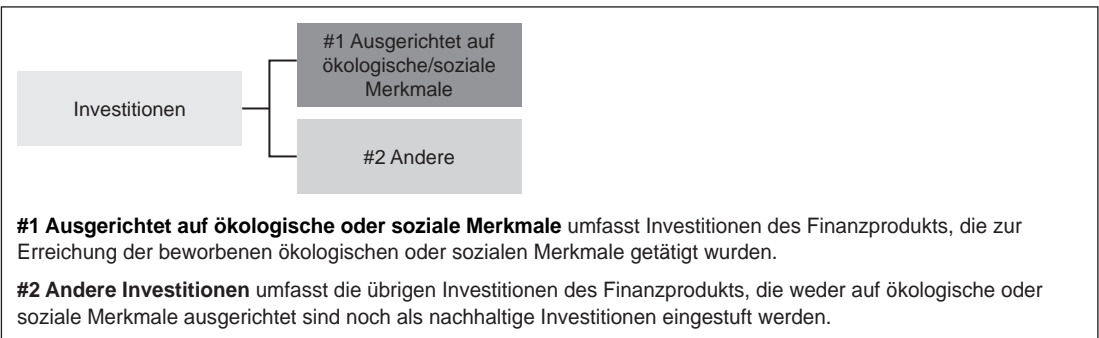 #1 Ausgerichtet auf
ökologische/soziale
Merkmale
Investitionen
#2 Andere
#1 Ausgerichtet auf ökologische oder soziale Merkmale umfasst Investitionen des Finanzprodukts, die zur
Erreichung der beworbenen ökologischen oder sozialen Merkmale getätigt wurden.
#2 Andere Investitionen umfasst die übrigen Investitionen des Finanzprodukts, die weder auf ökologische oder
soziale Merkmale ausgerichtet sind noch als nachhaltige Investitionen eingestuft werden.